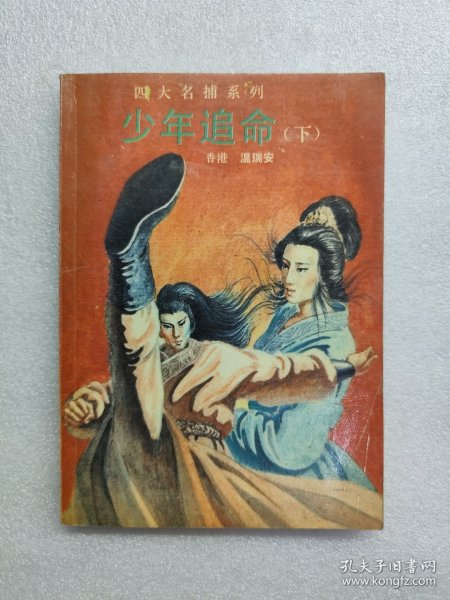 四大名捕系列
少年追命(下)
香港 温瑞安
孔夫子旧书网
www.kongfz.com